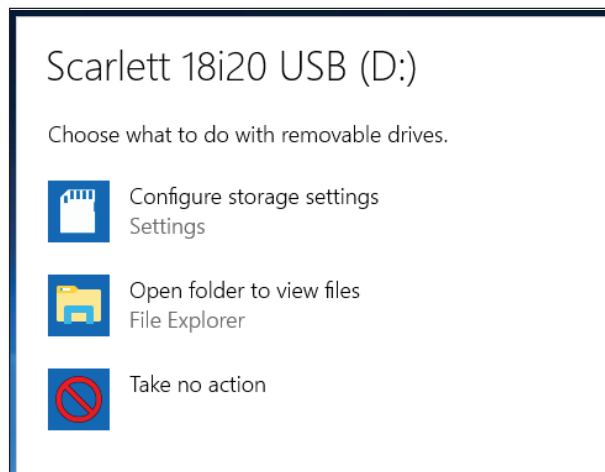 Scarlett 18i20 USB (D:)
Choose what to do with removable drives.
Configure storage settings
Settings
Open folder to view files
File Explorer
Take no action